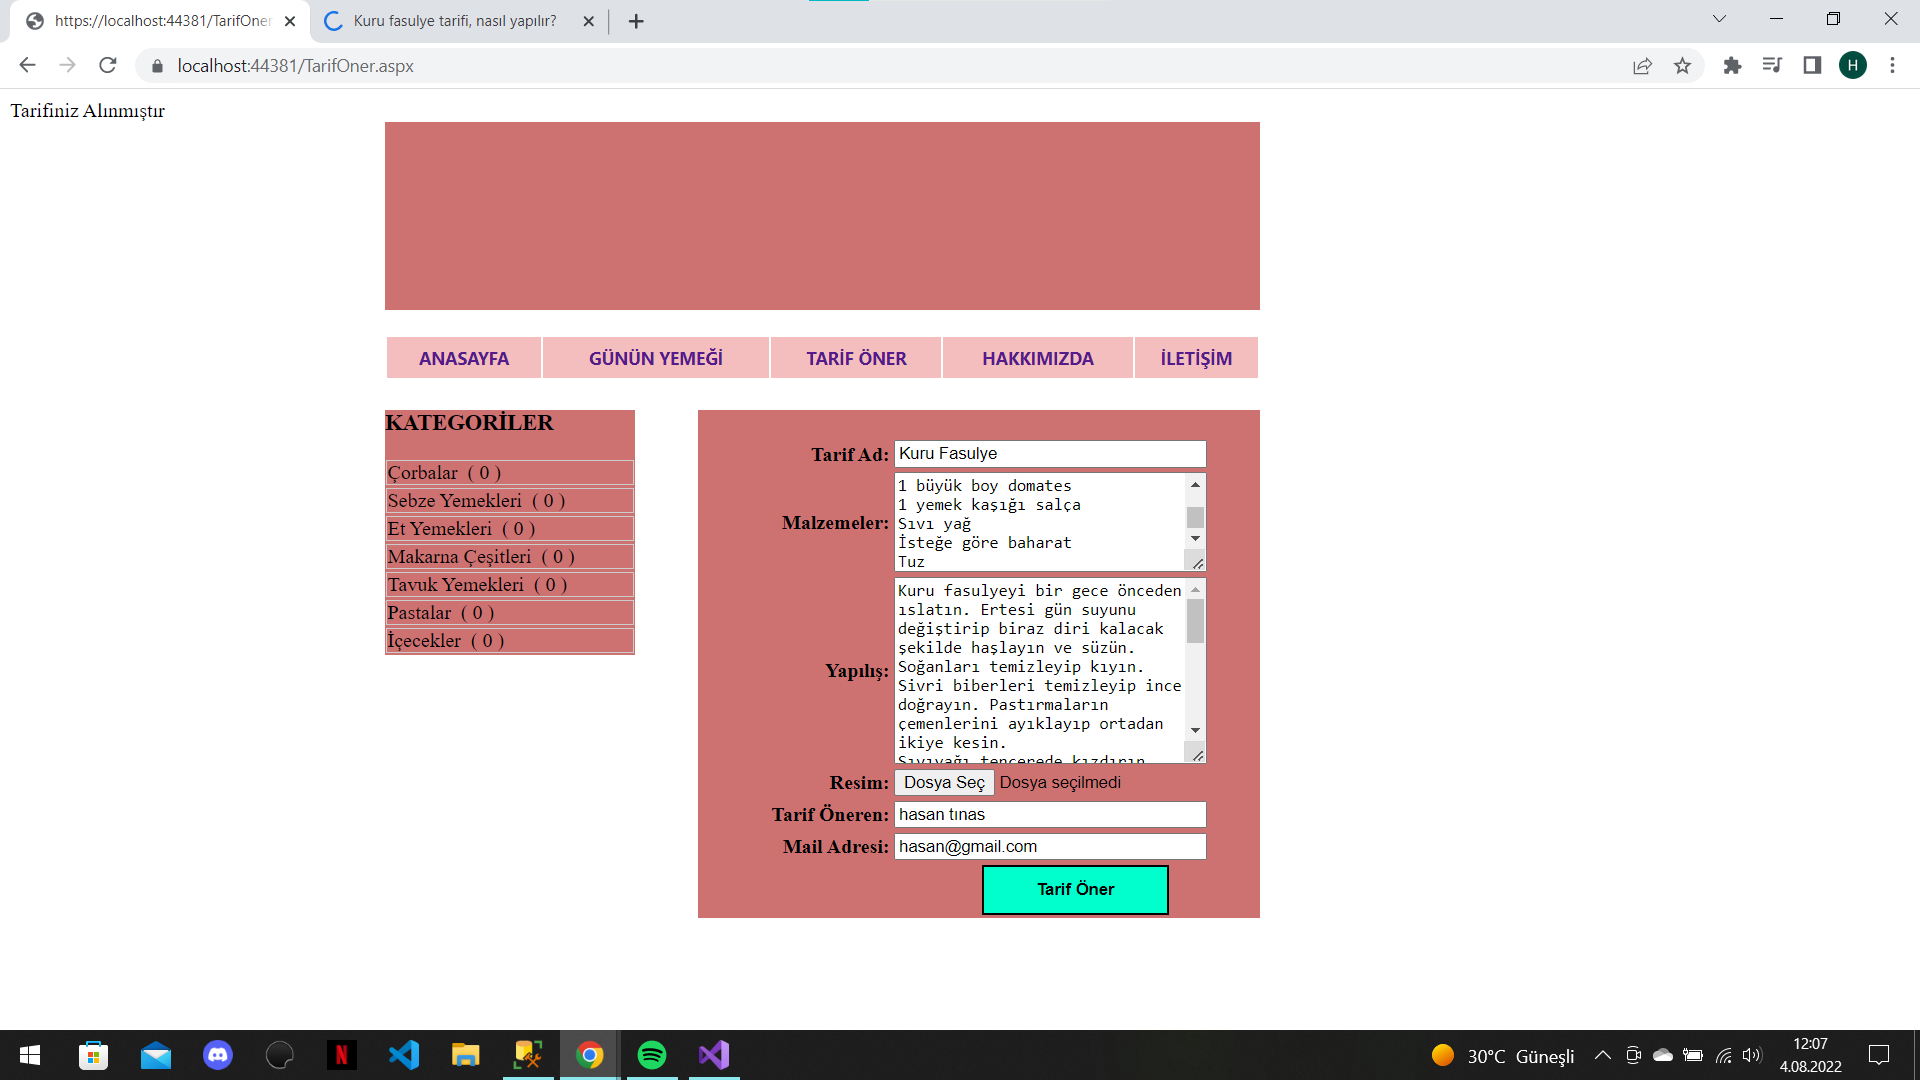 https://localhost:44381/TarifOner
Kuru fasulye tarifi, nasıl yapılır?
localhost:44381/TarifOner.aspx
H
Tarifiniz Alınmıştır
ANASAYFA GÜNÜN YEMEĞİ TARİF ÖNER HAKKIMIZDA İLETİŞİM
KATEGORİLER
Çorbalar ( 0 )
Sebze Yemekleri ( 0 )
Et Yemekleri ( 0 )
Makarna Çeşitleri ( 0 )
Tavuk Yemekleri ( 0 )
Pastalar ( 0 )
İçecekler ( 0 )
Tarif Ad: Kuru Fasulye
Malzemeler:
1 büyük boy domates
1 yemek kaşığı salça
Sıvı yağ
İsteğe göre baharat
Tuz
Yapılış:
Kuru fasulyeyi bir gece önceden
ıslatın. Ertesi gün suyunu
değiştirip biraz diri kalacak
şekilde haşlayın ve süzün.
Soğanları temizleyip kıyın.
Sivri biberleri temizleyip ince
doğrayın. Pastırmaların
çemenlerini ayıklayıp ortadan
ikiye kesin.
Sıvıyağı tencerede kızdırın
Resim: Dosya Seç Dosya seçilmedi
Tarif Öneren: hasan tınas
Mail Adresi: hasan@gmail.com
Tarif Öner
N
30°C Güneşli
12:07
4.08.2022